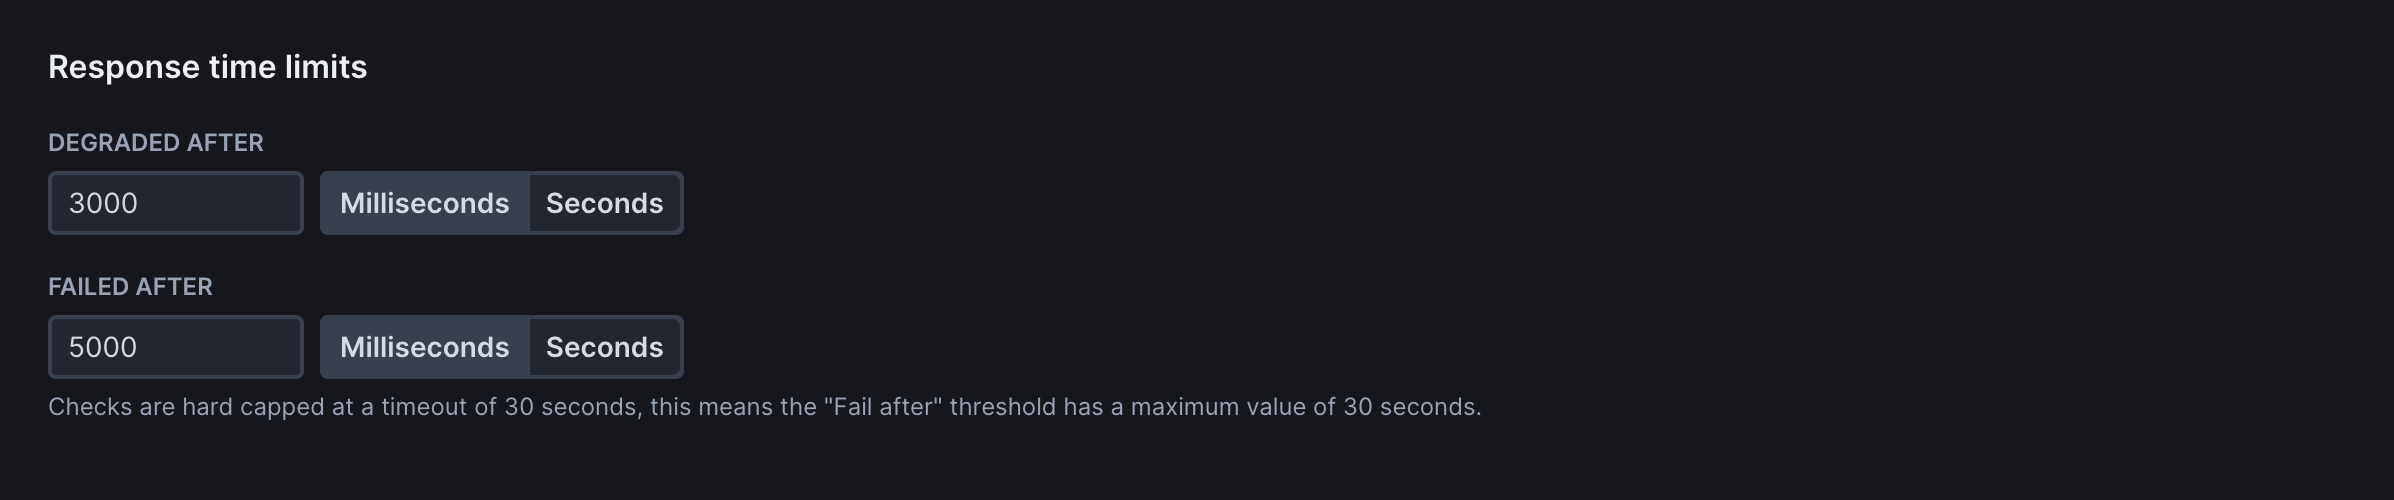 Response time limits
DEGRADED AFTER
3000 Milliseconds Seconds
FAILED AFTER
5000 Milliseconds Seconds
Checks are hard capped at a timeout of 30 seconds, this means the "Fail after" threshold has a maximum value of 30 seconds.